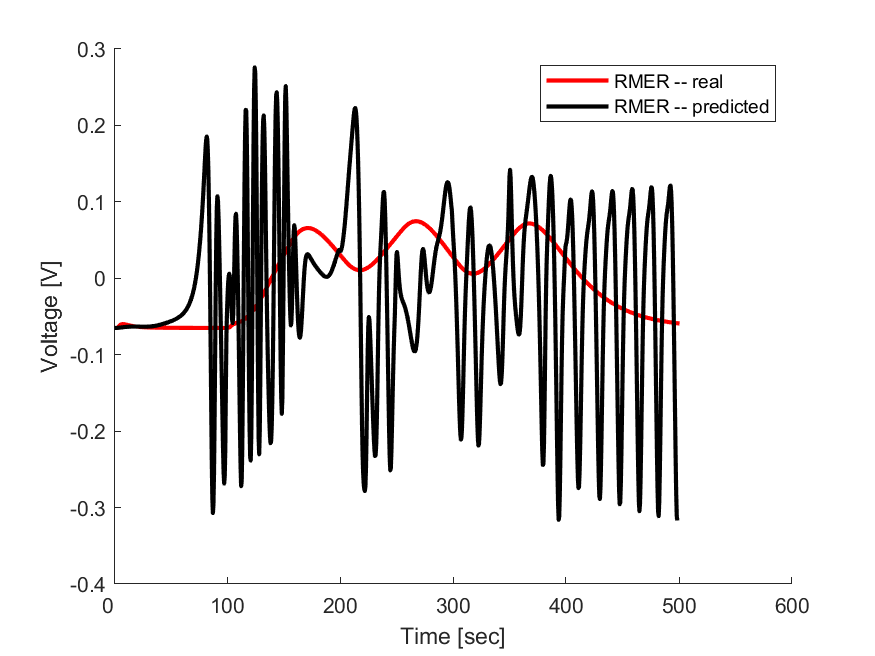 0.3
0.2
0.1
0
-0.1
-0.2
-0.3
-0.4
Voltage [V]
RMER -- real
RMER -- predicted
0 100 200 300 400 500 600
Time [sec]